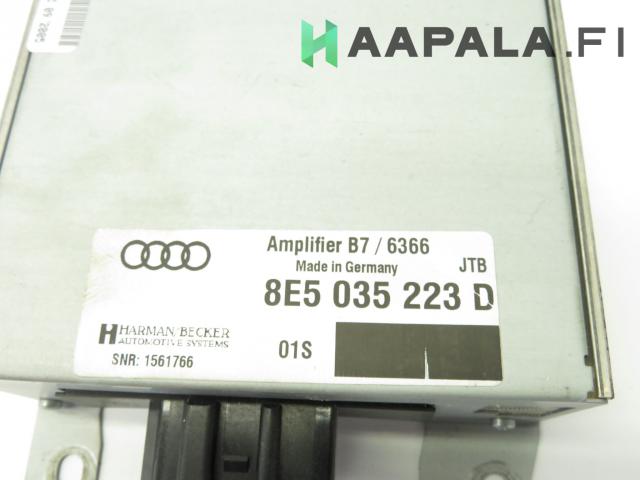 HAAPALA.FI
Amplifier B7 / 6366
Made in Germany
JTB
8E5 035 223 D
HARMAN/BECKER
AUTOMOTIVE SYSTEMS
SNR: 1561766
01S